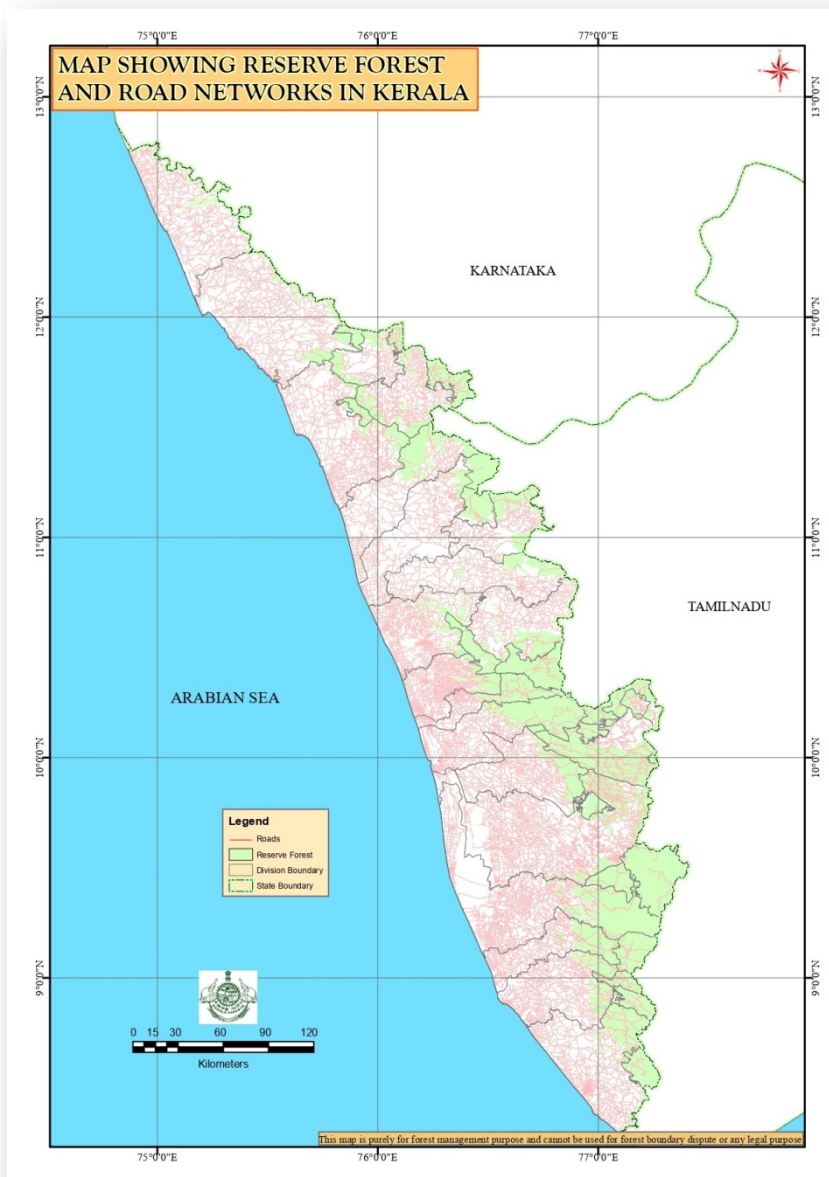 75°0'0"E
76°0'0"E
77°0'0"E
MAP SHOWING RESERVE FOREST
AND ROAD NETWORKS IN KERALA
13°0'0"N
13°0'0"N
KARNATAKA
12°0'0"N
12°0'0"N
11°0'0"N
11°0'0"N
TAMILNADU
ARABIAN SEA
10°0'0"N
10°0'0"N
Legend
Roads
Reserve Forest
Division Boundary
State Boundary
9°0'0"N
9°0'0"N
0 15 30 60 90 120
Kilometers
This map is purely for forest management purpose and cannot be used for forest boundary dispute or any legal purpose
75°0'0"E
76°0'0"E
77°0'0"E